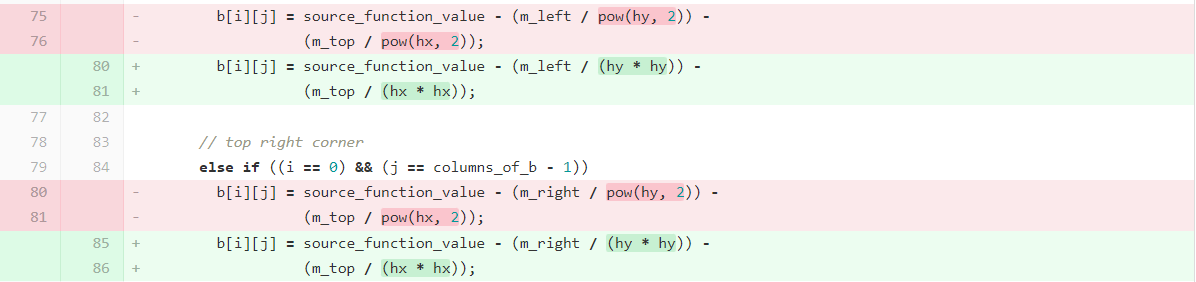 75 - b[i][j] = source_function_value - (m_left / pow(hy, 2)) -
76 - (m_top / pow(hx, 2));
80 + b[i][j] = source_function_value - (m_left / (hy * hy)) -
81 + (m_top / (hx * hx));
77 82
78 83 // top right corner
79 84 else if ((i == 0) && (j == columns_of_b - 1))
80 - b[i][j] = source_function_value - (m_right / pow(hy, 2)) -
81 - (m_top / pow(hx, 2));
85 + b[i][j] = source_function_value - (m_right / (hy * hy)) -
86 + (m_top / (hx * hx));